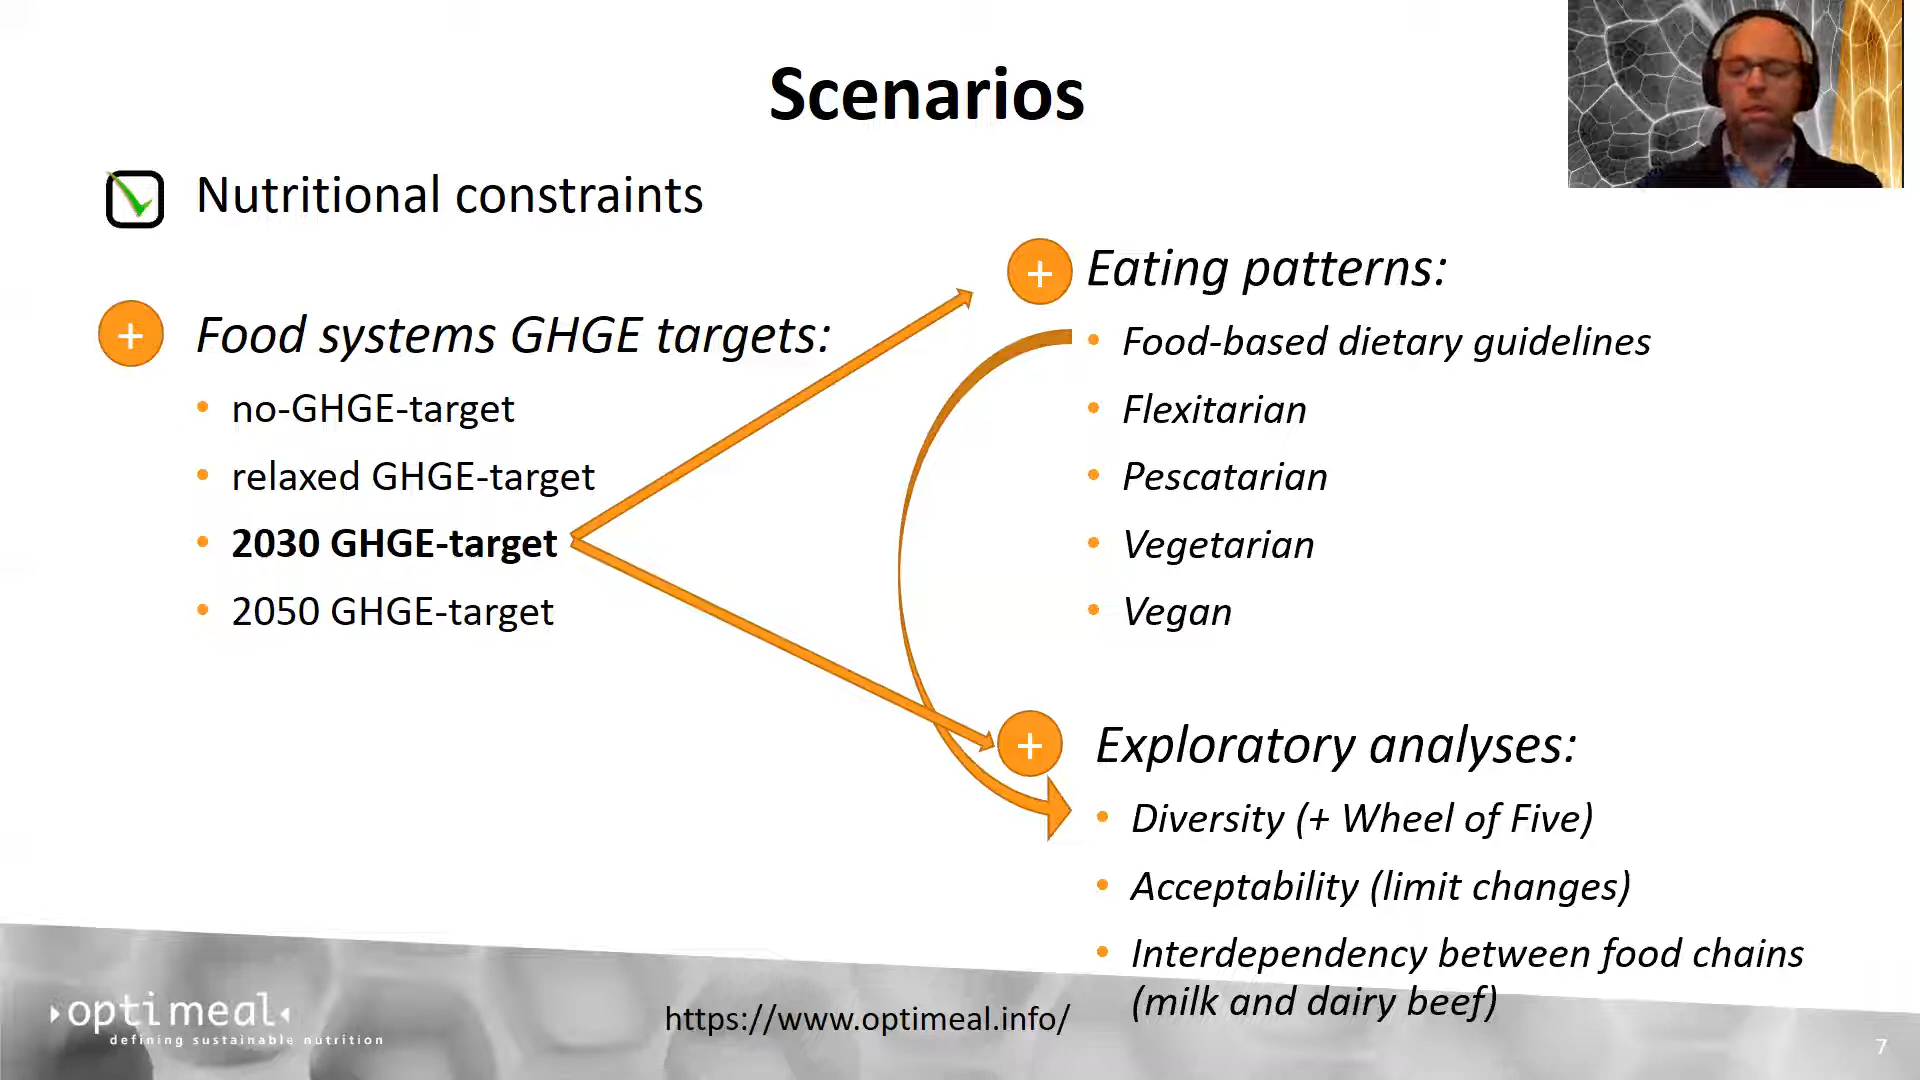 Scenarios
Nutritional constraints
+ Food systems GHGE targets:
• no-GHGE-target
• relaxed GHGE-target
• 2030 GHGE-target
• 2050 GHGE-target
+ Eating patterns:
• Food-based dietary guidelines
• Flexitarian
• Pescatarian
• Vegetarian
• Vegan
+ Exploratory analyses:
• Diversity (+ Wheel of Five)
• Acceptability (limit changes)
• Interdependency between food chains
(milk and dairy beef)
optimeal
defining sustainable nutrition
https://www.optimeal.info/
7